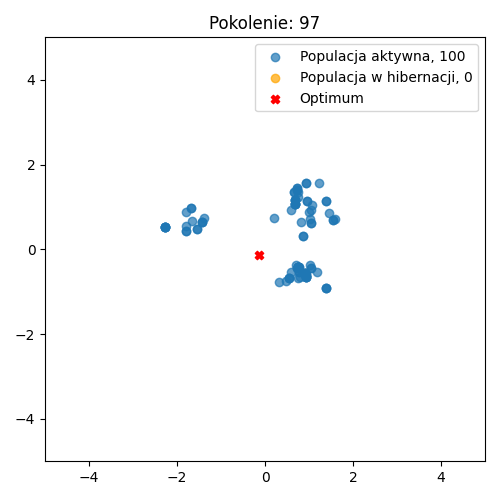 Pokolenie: 97
Populacja aktywna, 100
Populacja w hibernacji, 0
Optimum
4
2
0
−2
−4
−4 −2 0 2 4